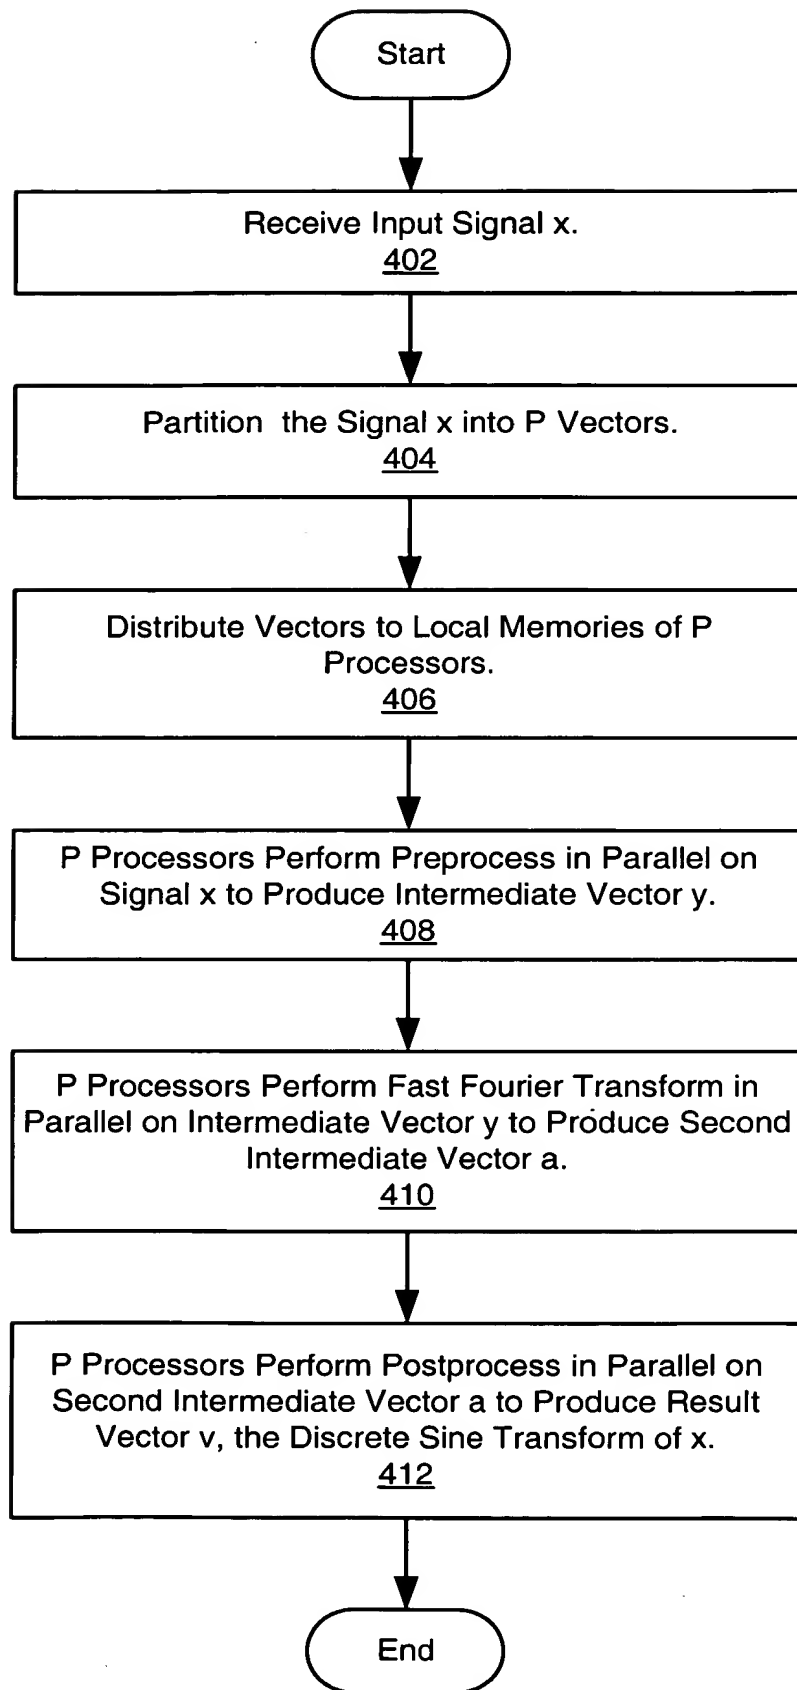 Start
Receive Input Signal x.
402
Partition the Signal x into P Vectors.
404
Distribute Vectors to Local Memories of P
Processors.
406
P Processors Perform Preprocess in Parallel on
Signal x to Produce Intermediate Vector y.
408
P Processors Perform Fast Fourier Transform in
Parallel on Intermediate Vector y to Produce Second
Intermediate Vector a.
410
P Processors Perform Postprocess in Parallel on
Second Intermediate Vector a to Produce Result
Vector v, the Discrete Sine Transform of x.
412
End